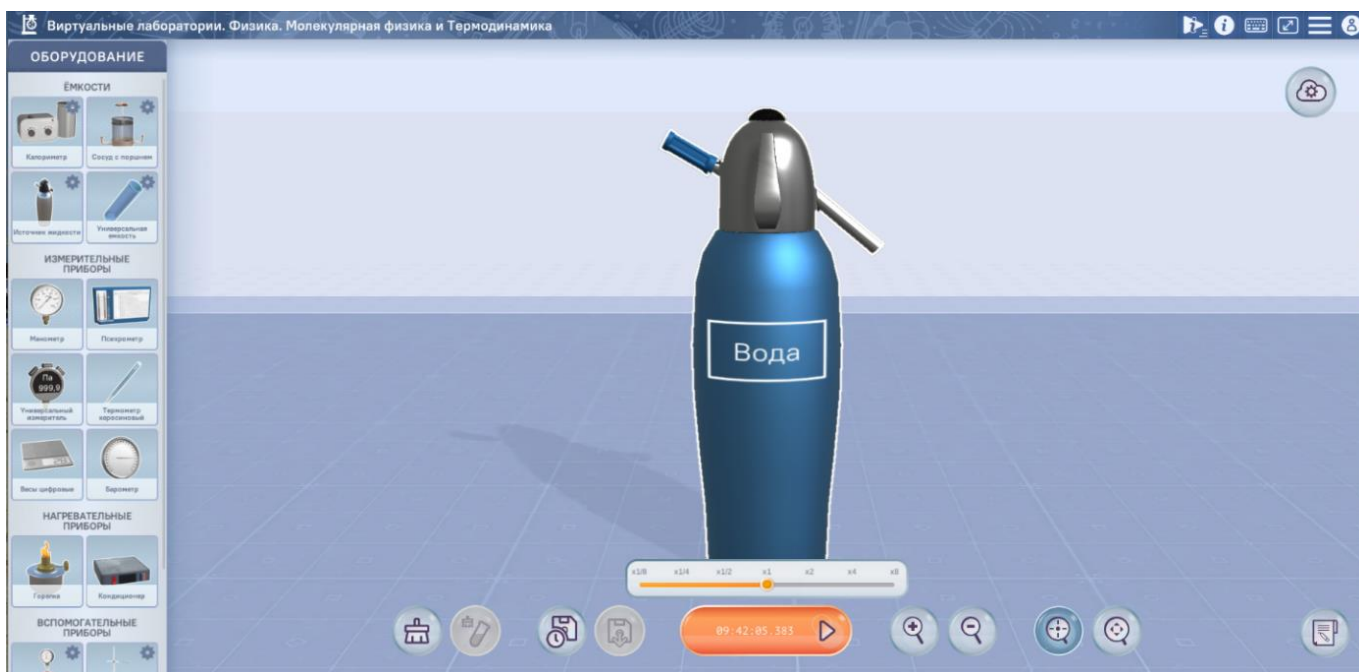 Виртуальные лаборатории. Физика. Молекулярная физика и Термодинамика
ОБОРУДОВАНИЕ
ЁМКОСТИ
Калориметр
Сосуд с поршнем
Источник жидкости
Универсальная
емкость
ИЗМЕРИТЕЛЬНЫЕ
ПРИБОРЫ
Манометр
Психрометр
Па
999,9
Универсальный
измеритель
Термометр
керосиновый
Весы цифровые
Барометр
НАГРЕВАТЕЛЬНЫЕ
ПРИБОРЫ
Горелка
Кондиционер
ВСПОМОГАТЕЛЬНЫЕ
ПРИБОРЫ
Вода
x1/8 x1/4 x1/2 x1 x2 x4 x8
09:42:05.383